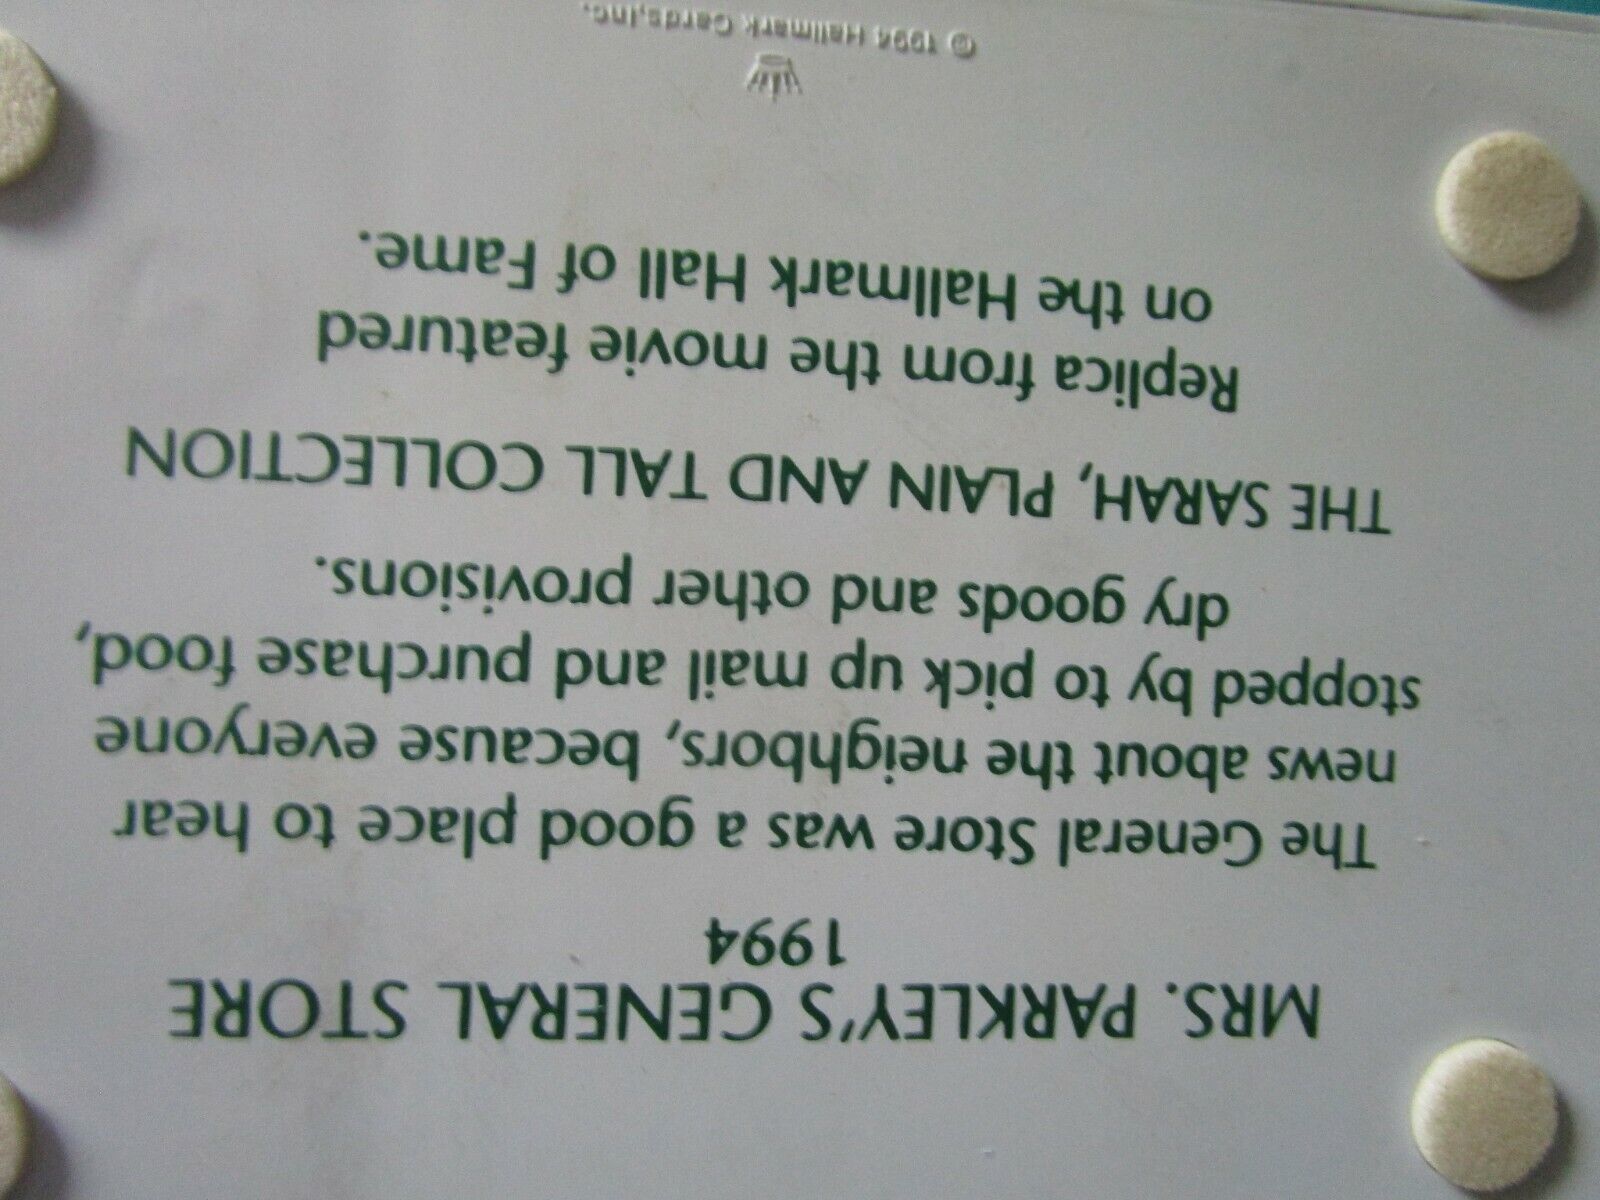 MRS. PARKLEY'S GENERAL STORE
1994
The General Store was a good place to hear
news about the neighbors, because everyone
stopped by to pick up mail and purchase food,
dry goods and other provisions.
THE SARAH, PLAIN AND TALL COLLECTION
Replica from the movie featured
on the Hallmark Hall of Fame.
© 1994 Hallmark Cards,Inc.